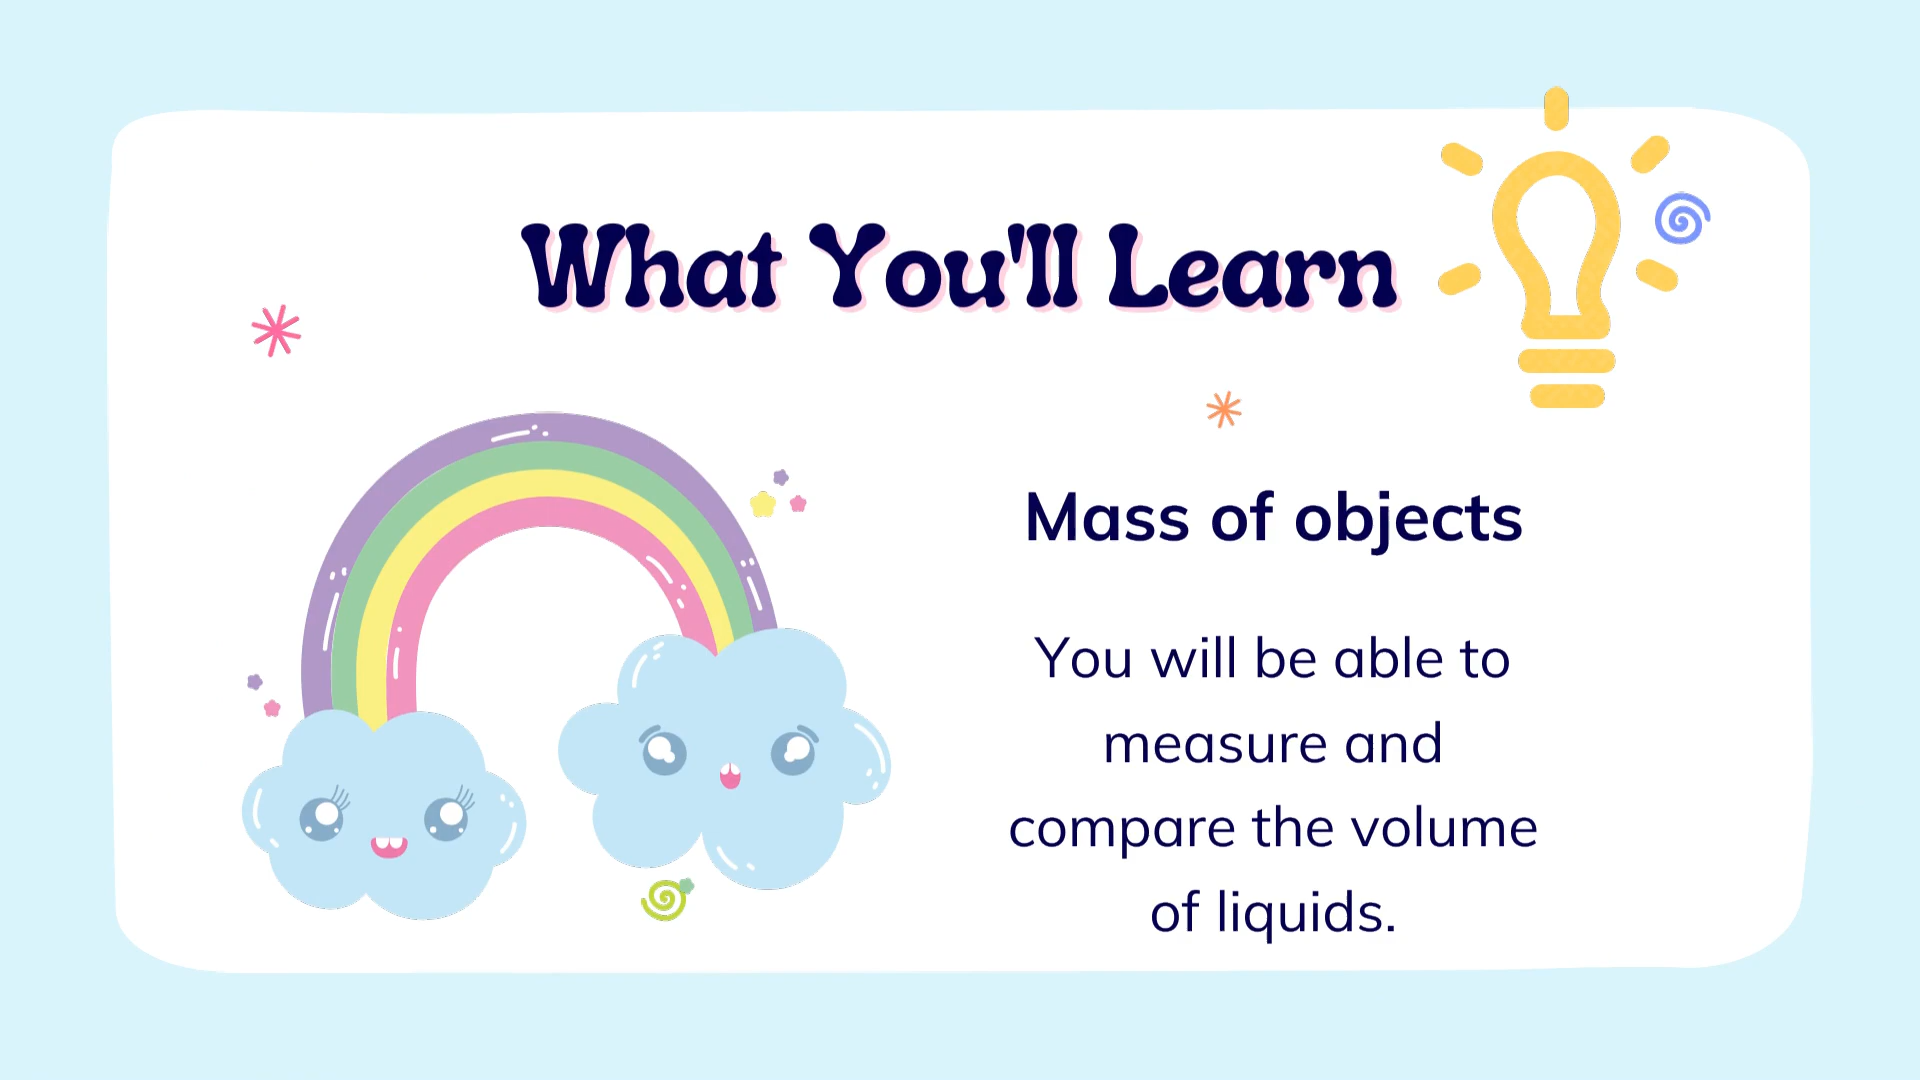 What You'll Learn
Mass of objects
You will be able to
measure and
compare the volume
of liquids.